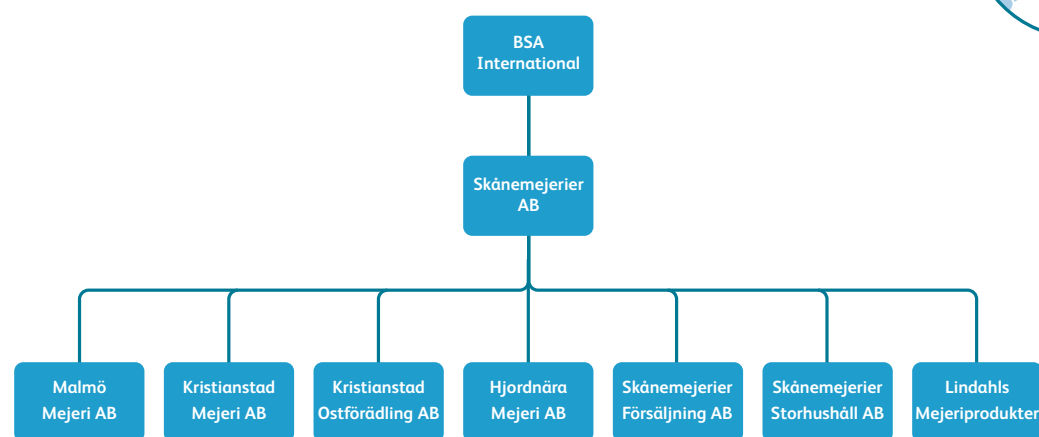 BSA
International
Skånemejerier
AB
Malmö
Mejeri AB
Kristianstad
Mejeri AB
Kristianstad
Ostförädling AB
Hjordnära
Mejeri AB
Skånemejerier
Försäljning AB
Skånemejerier
Storhushåll AB
Lindahls
Mejeriprodukter